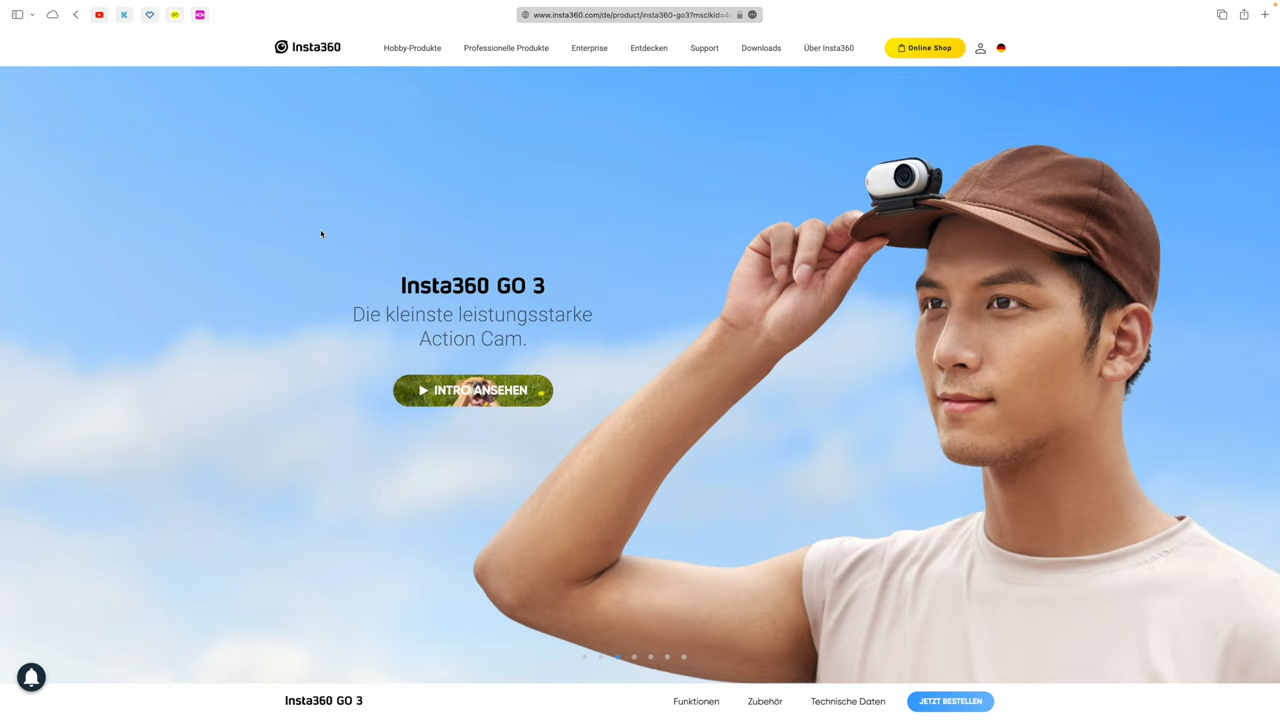 www.insta360.com/de/product/insta360-go3?msclkid=4
Insta360
Hobby-Produkte
Professionelle Produkte
Enterprise
Entdecken
Support
Downloads
Über Insta360
Online Shop
Insta360 GO 3
Die kleinste leistungsstarke
Action Cam.
INTRO ANSEHEN
Insta360 GO 3
Funktionen
Zubehör
Technische Daten
JETZT BESTELLEN